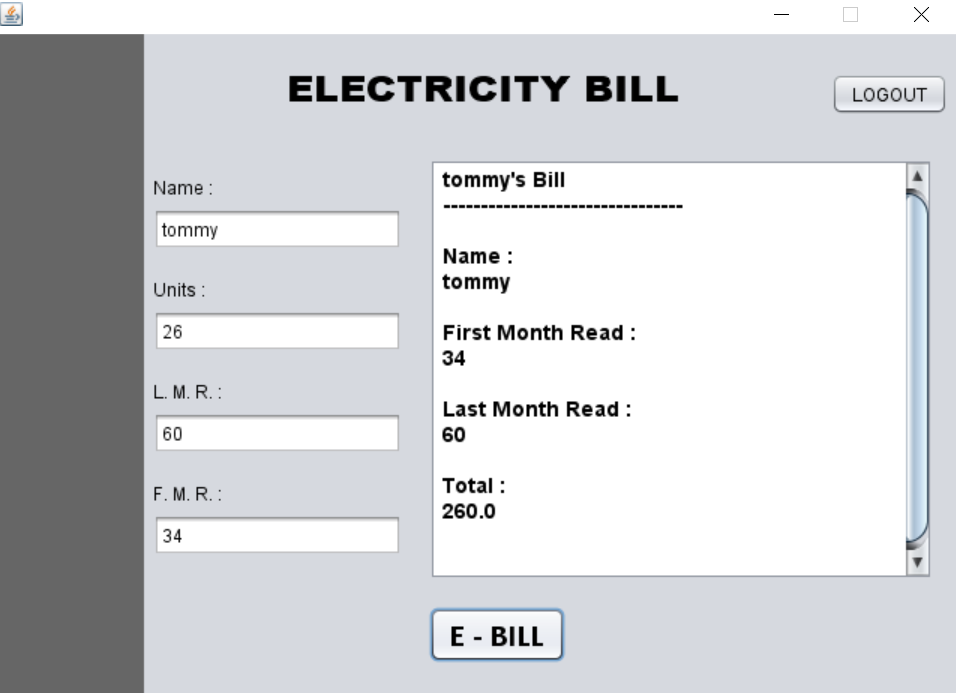 ELECTRICITY BILL
LOGOUT
Name :
tommy
Units :
26
L. M. R. :
60
F. M. R. :
34
tommy's Bill
--------------------------------
Name :
tommy
First Month Read :
34
Last Month Read :
60
Total :
260.0
E - BILL